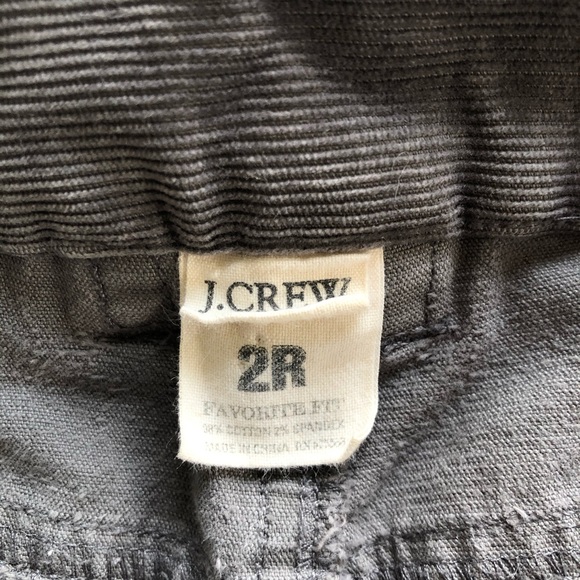 J.CREW
2R
FAVORITE FIT
98% COTTON 2% SPANDEX
MADE IN CHINA